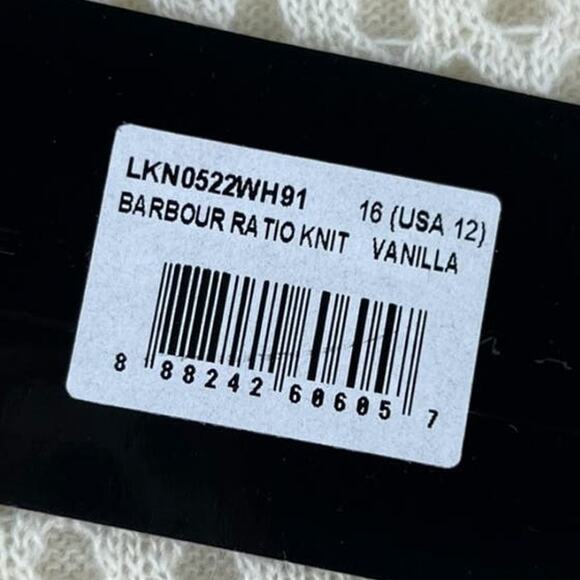 LKN0522WH91 16 (USA 12)
BARBOUR RATIO KNIT VANILLA
8 88242 60605 7